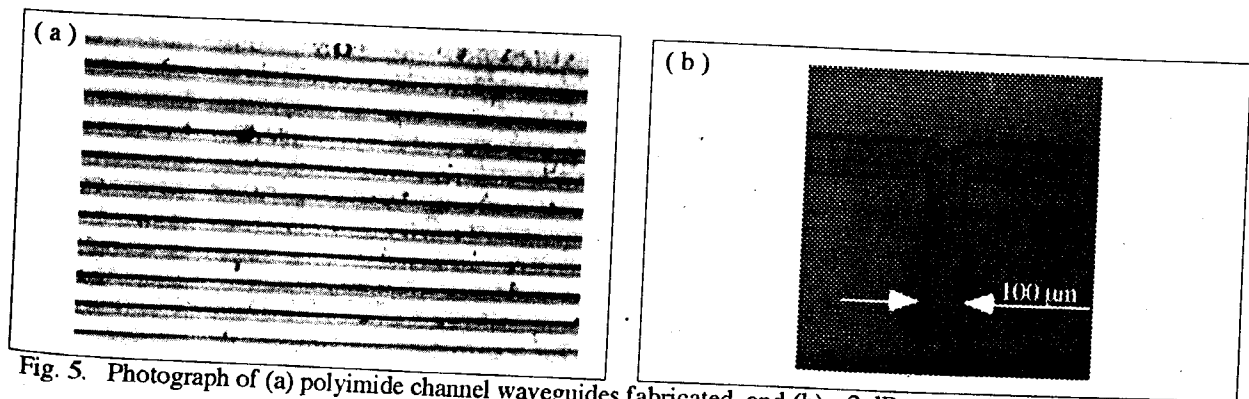 (a)
(b)
100 µm
Fig. 5. Photograph of (a) polyimide channel waveguides fabricated, and (b)